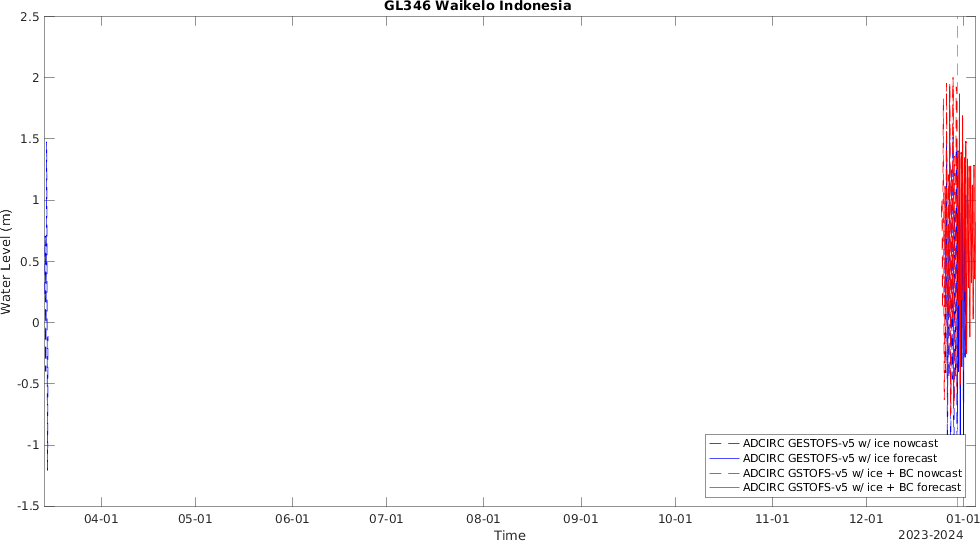 GL346 Waikelo Indonesia
2.5
2
1.5
1
0.5
0
-0.5
-1
-1.5
Water Level (m)
ADCIRC GESTOFS-v5 w/ ice nowcast
ADCIRC GESTOFS-v5 w/ ice forecast
ADCIRC GSTOFS-v5 w/ ice + BC nowcast
ADCIRC GSTOFS-v5 w/ ice + BC forecast
04-01 05-01 06-01 07-01 08-01 09-01 10-01 11-01 12-01 01-01
Time
2023-2024